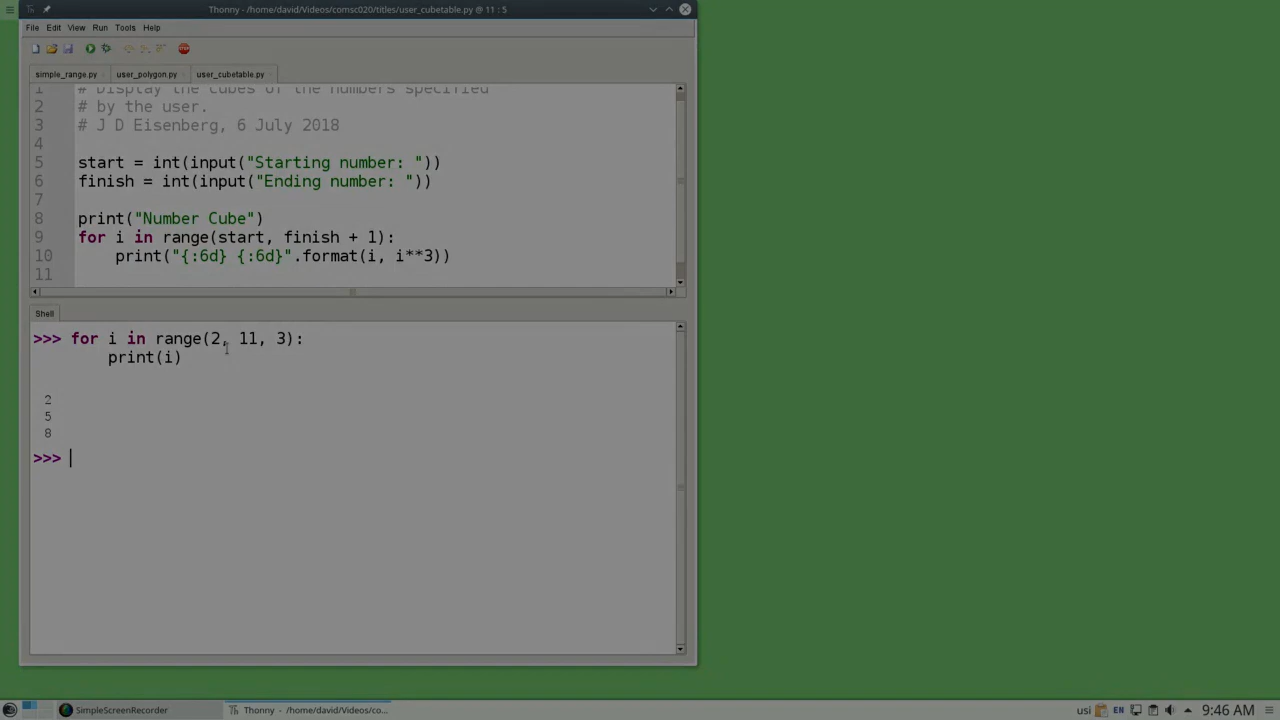 Thonny - /home/david/Videos/comsc020/titles/user_cubetable.py @ 11 : 5
File Edit View Run Tools Help
STOP
simple_range.py user_polygon.py user_cubetable.py
1 # Display the cubes of the numbers specified
2 # by the user.
3 # J D Eisenberg, 6 July 2018
4
5 start = int(input("Starting number: "))
6 finish = int(input("Ending number: "))
7
8 print("Number Cube")
9 for i in range(start, finish + 1):
10 print("{:6d} {:6d}".format(i, i**3))
11
Shell
>>> for i in range(2, 11, 3):
print(i)
2
5
8
>>>
SimpleScreenRecorder Th Thonny - /home/david/Videos/co... usi EN 9:46 AM